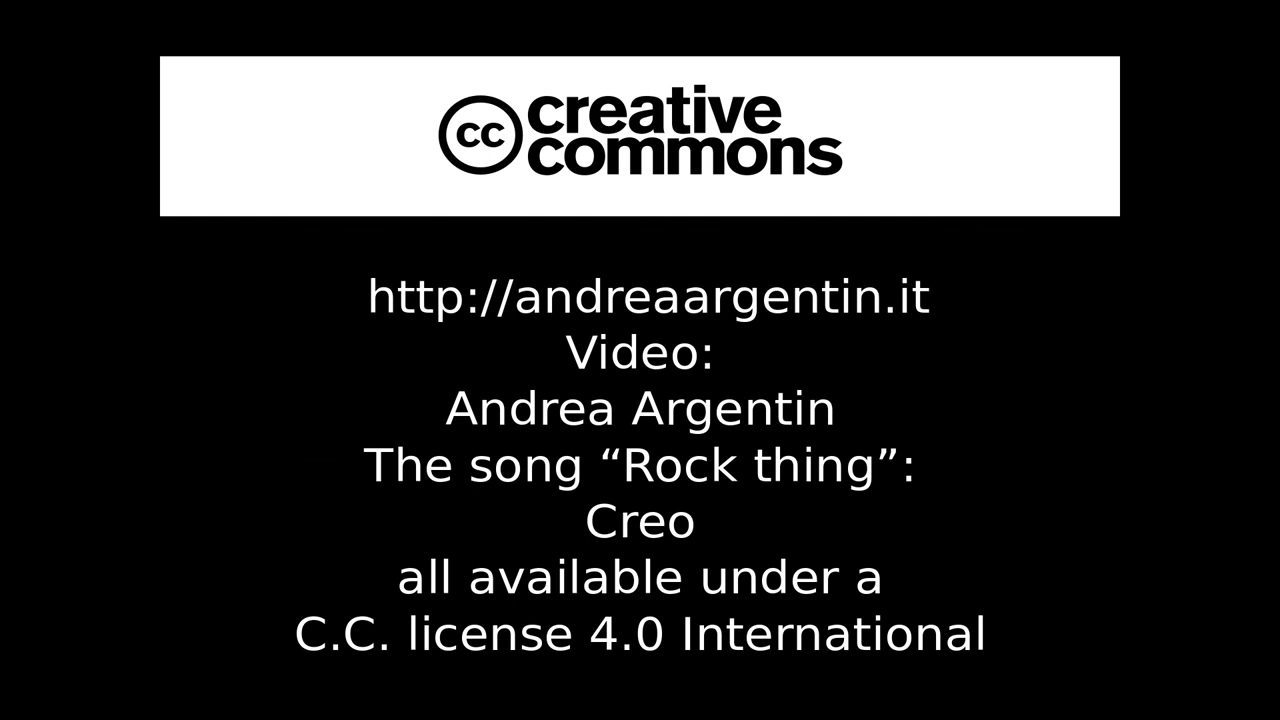 cc creative
commons
http://andreaargentin.it
Video:
Andrea Argentin
The song “Rock thing”:
Creo
all available under a
C.C. license 4.0 International